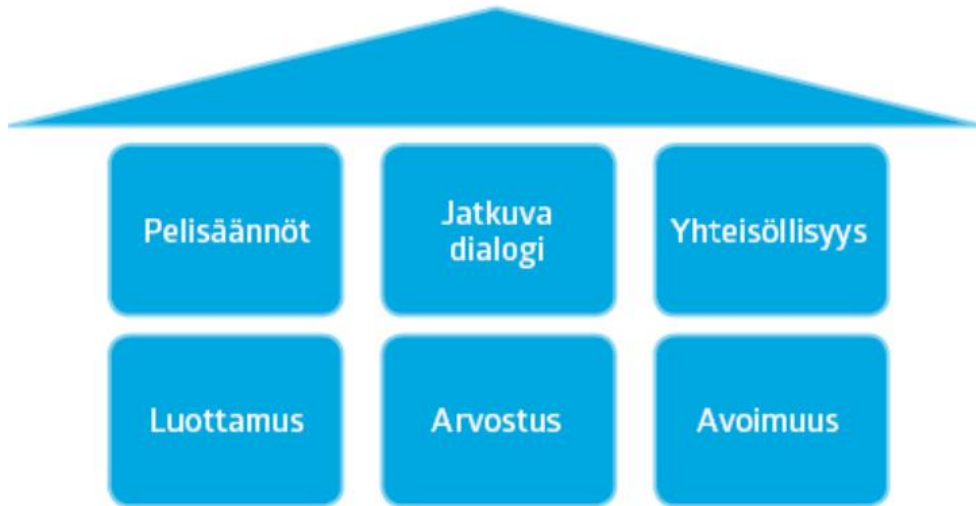 Pelisäännöt
Jatkuva
dialogi
Yhteisöllisyys
Luottamus
Arvostus
Avoimuus